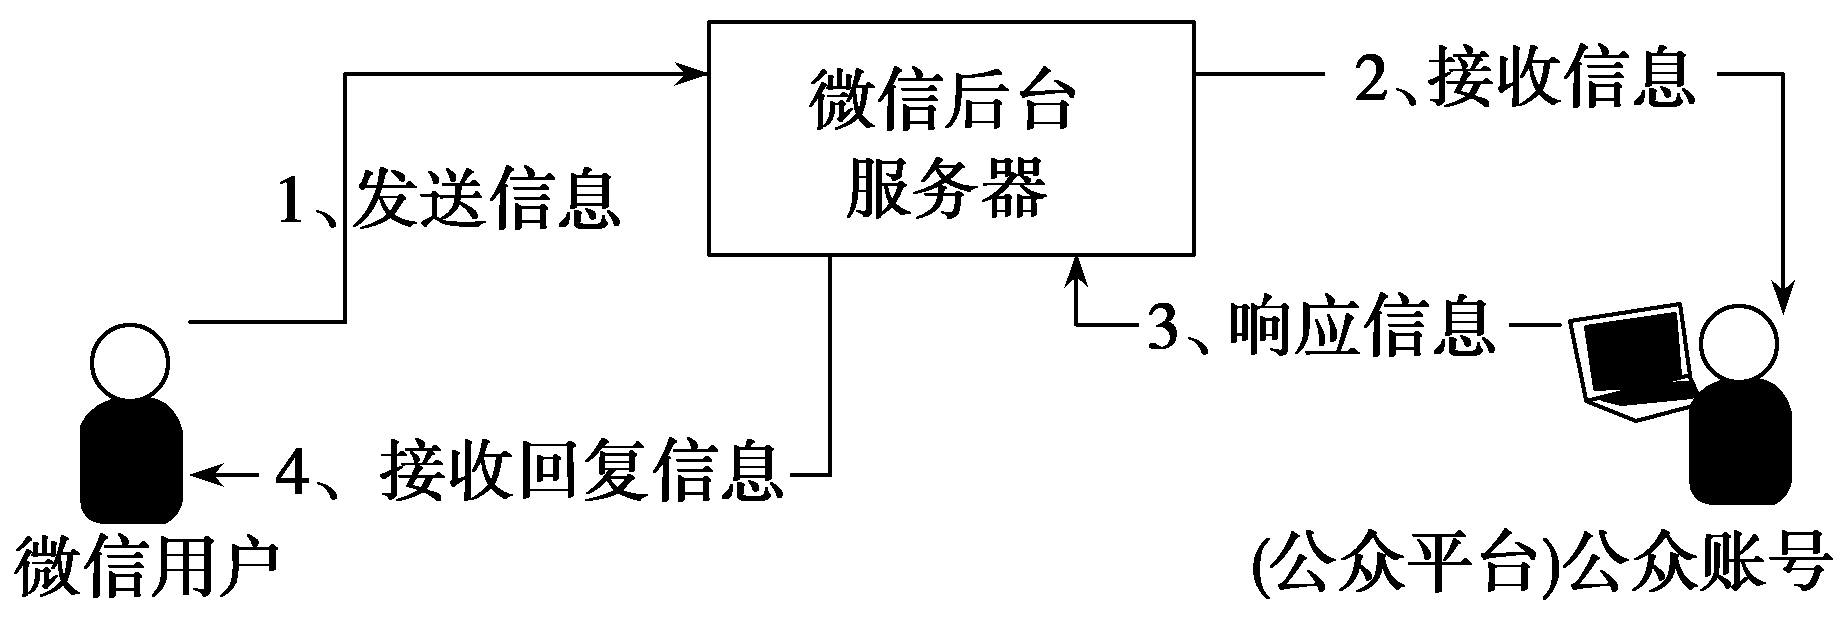 微信后台
服务器
2、接收信息
1、发送信息
3、响应信息
4、接收回复信息
微信用户
(公众平台)公众账号